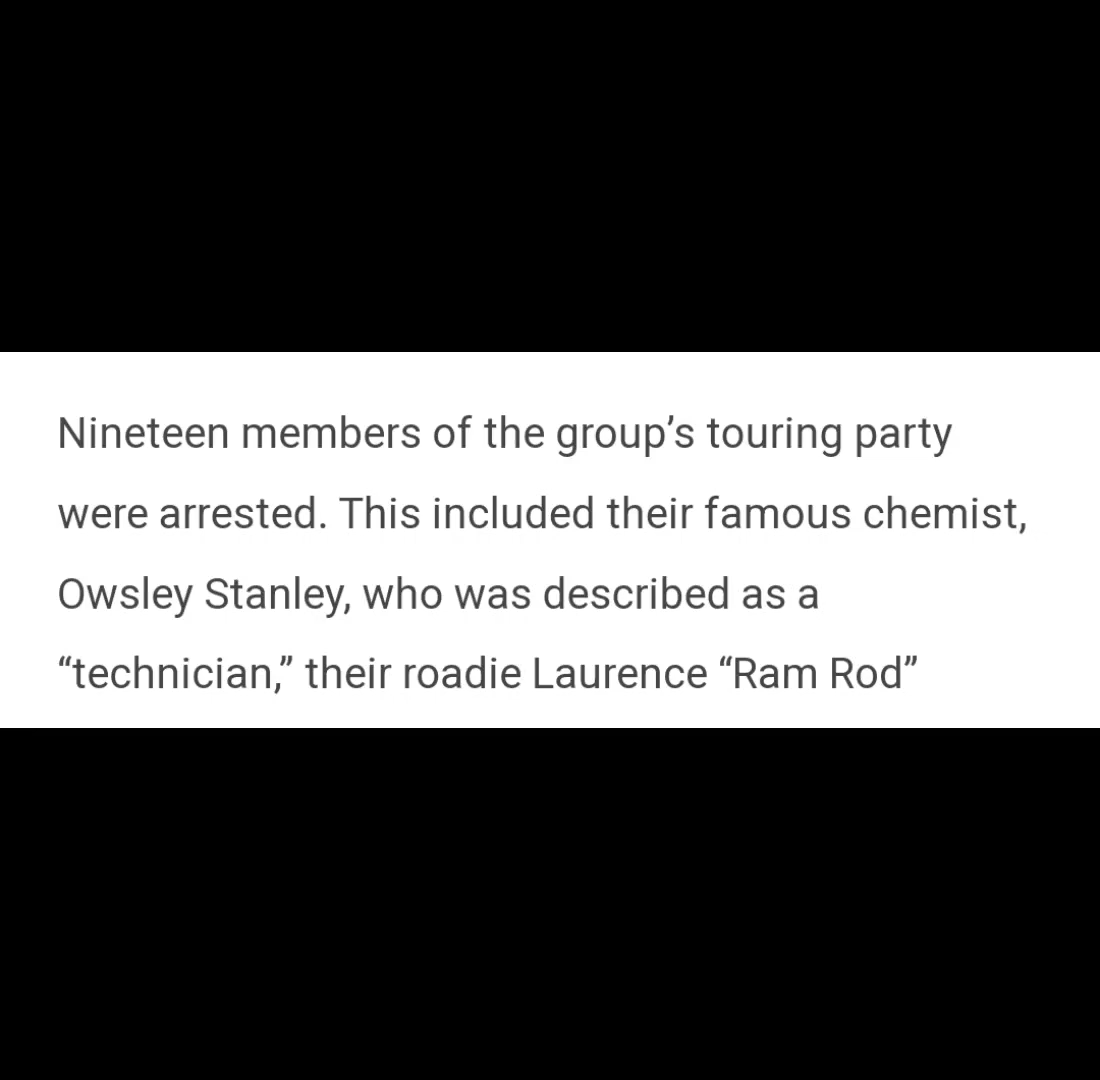 Nineteen members of the group’s touring party
were arrested. This included their famous chemist,
Owsley Stanley, who was described as a
“technician,” their roadie Laurence “Ram Rod”